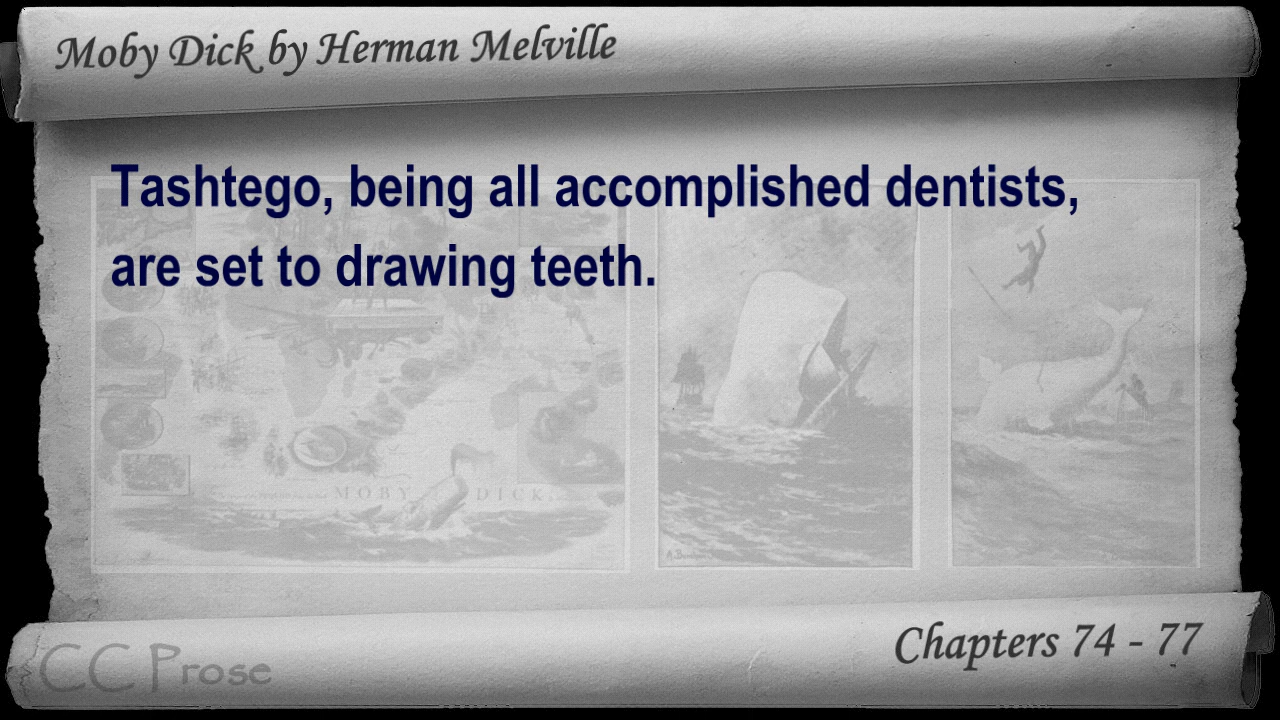 Moby Dick by Herman Melville
Tashtego, being all accomplished dentists,
are set to drawing teeth.
MOBY DICK
A.Burnham
Chapters 74 - 77
CC Prose